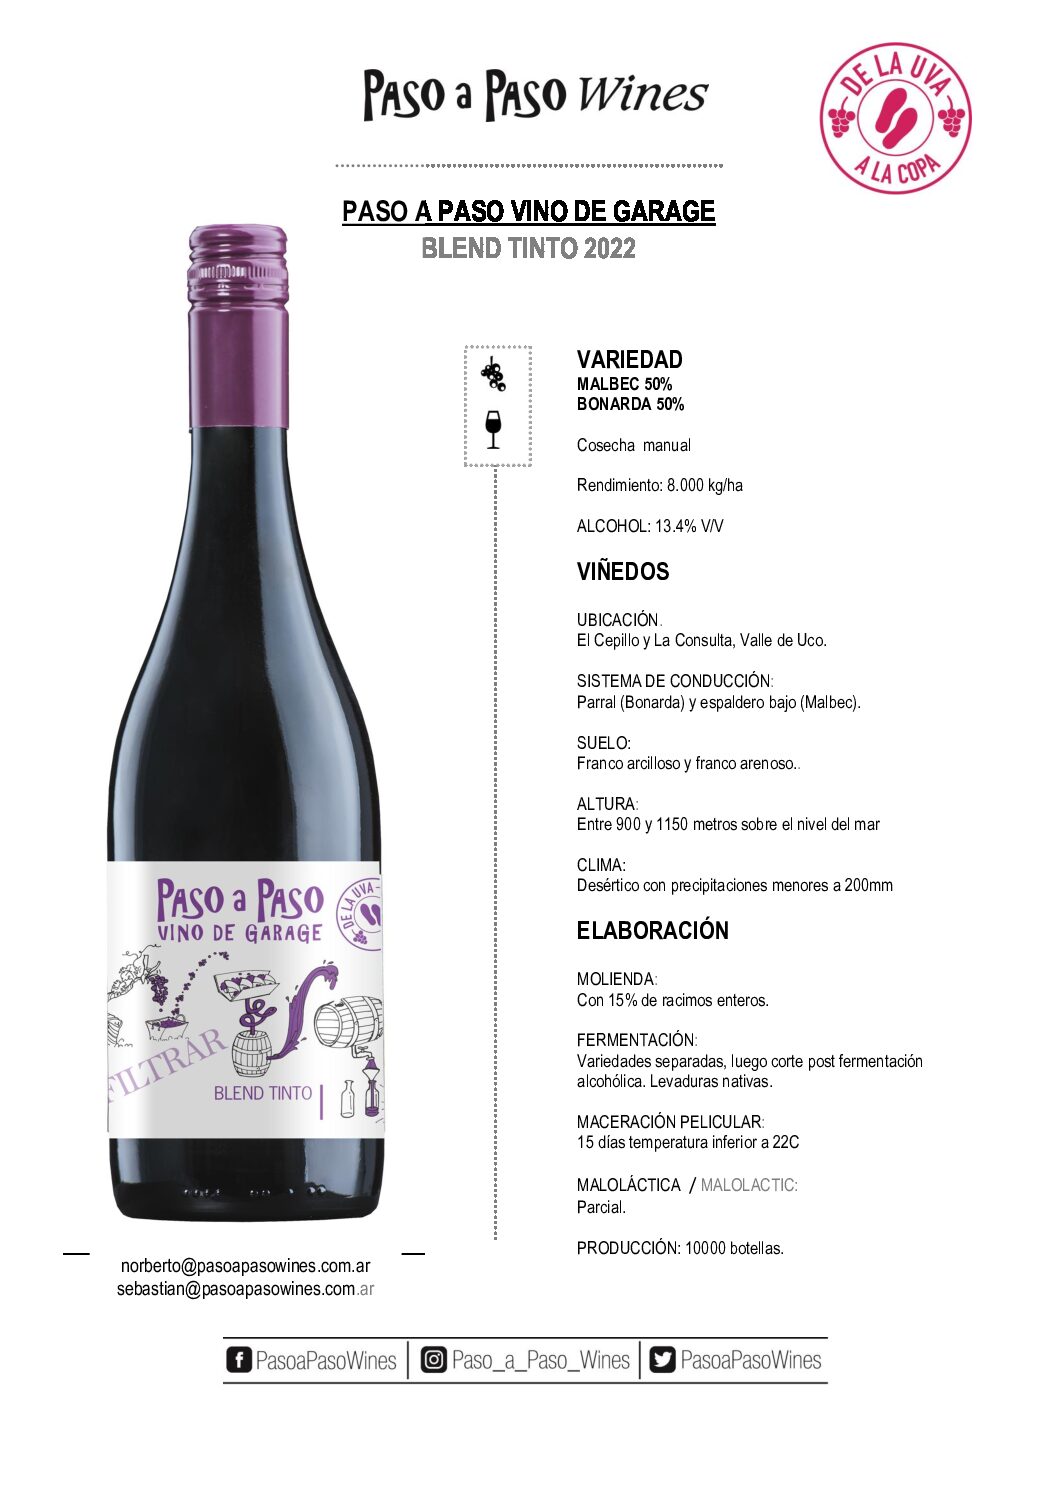 PASO a PASO Wines
DE LA UVA
A LA COPA
PASO A PASO VINO DE GARAGE
BLEND TINTO 2022
VARIEDAD
MALBEC 50%
BONARDA 50%
Cosecha manual
Rendimiento: 8.000 kg/ha
ALCOHOL: 13.4% V/V
VIÑEDOS
UBICACIÓN.
El Cepillo y La Consulta, Valle de Uco.
SISTEMA DE CONDUCCIÓN:
Parral (Bonarda) y espaldero bajo (Malbec).
SUELO:
Franco arcilloso y franco arenoso..
ALTURA:
Entre 900 y 1150 metros sobre el nivel del mar
CLIMA:
Desértico con precipitaciones menores a 200mm
ELABORACIÓN
MOLIENDA:
Con 15% de racimos enteros.
FERMENTACIÓN:
Variedades separadas, luego corte post fermentación
alcohólica. Levaduras nativas.
MACERACIÓN PELICULAR:
15 días temperatura inferior a 22C
MALOLÁCTICA / MALOLACTIC:
Parcial.
PRODUCCIÓN: 10000 botellas.
PASO a PASO
VINO DE GARAGE
DE LA UVA -
FILTRAR
BLEND TINTO
norberto@pasoapasowines.com.ar
sebastian@pasoapasowines.com.ar
PasoaPasoWines
Paso_a_Paso_Wines
PasoaPasoWines